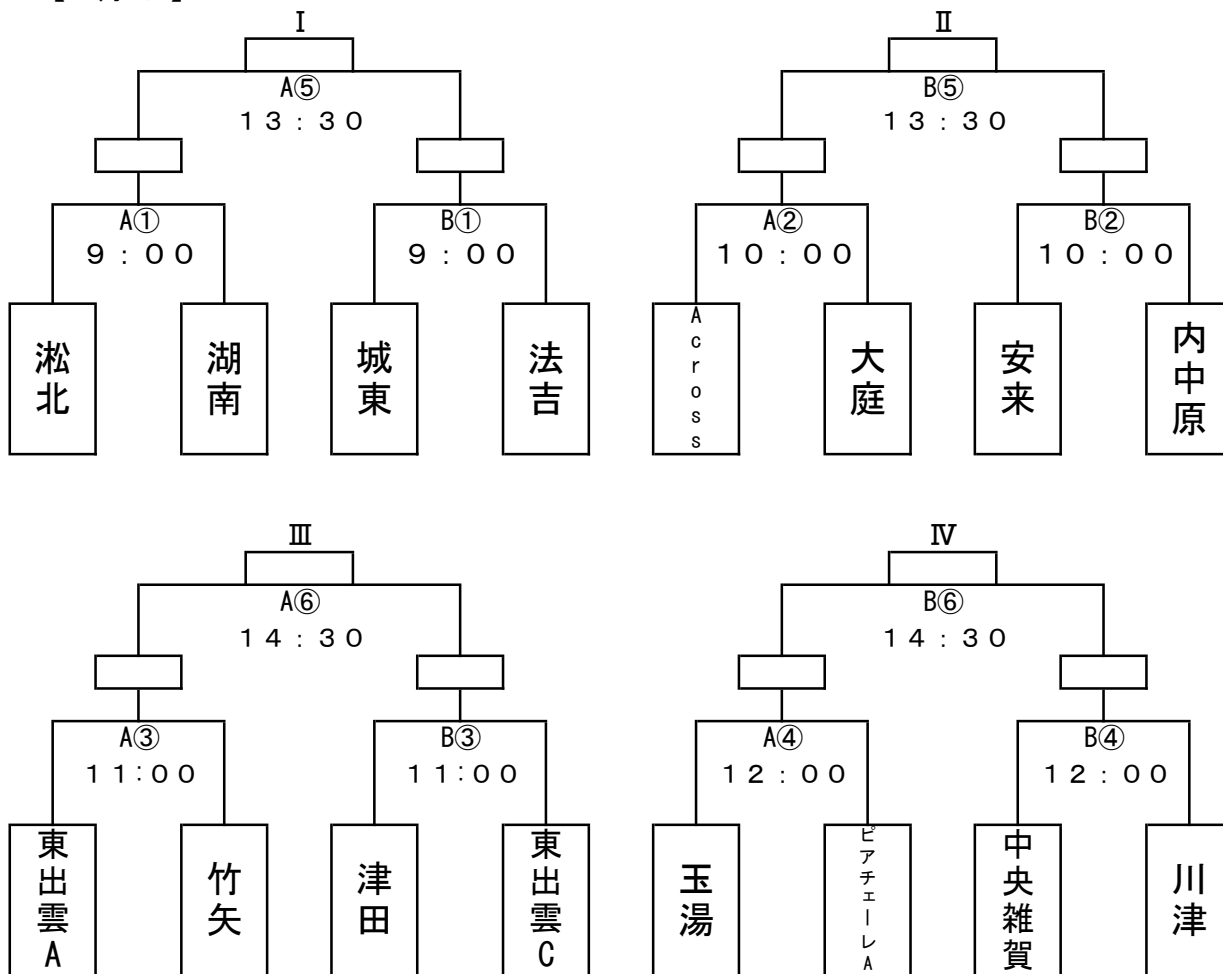 Ⅰ Ⅱ
A⑤ B⑤
13:30 13:30
A① B① A② B②
9:00 9:00 10:00 10:00
淞北 湖南 城東 法吉 Across 大庭 安来 内中原
Ⅲ Ⅳ
A⑥ B⑥
14:30 14:30
A③ B③ A④ B④
11:00 11:00 12:00 12:00
東出雲A 竹矢 津田 東出雲C 玉湯 ピアチェーレA 中央雑賀 川津